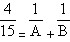 4/15 = 1/A + 1/B